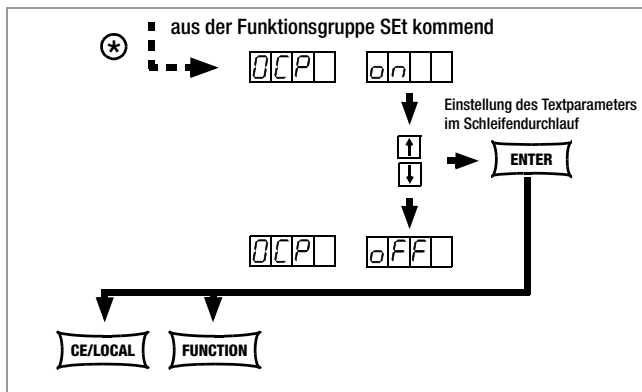 aus der Funktionsgruppe SEt kommend
OCP on
Einstellung des Textparameters
im Schleifendurchlauf
ENTER
OCP oFF
CE/LOCAL FUNCTION